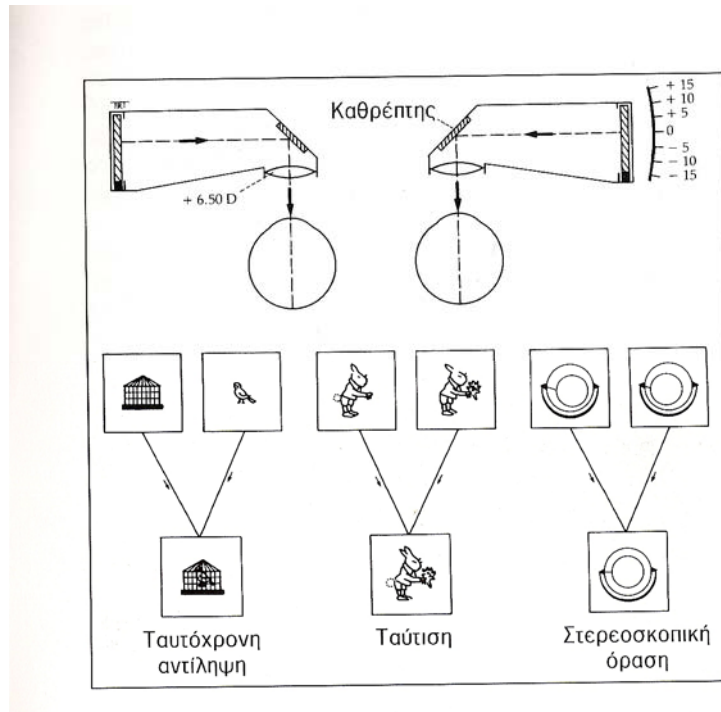 Καθρέπτης
+ 15
+ 10
+ 5
0
− 5
− 10
− 15
+ 6.50 D
Ταυτόχρονη
αντίληψη
Ταύτιση
Στερεοσκοπική
όραση